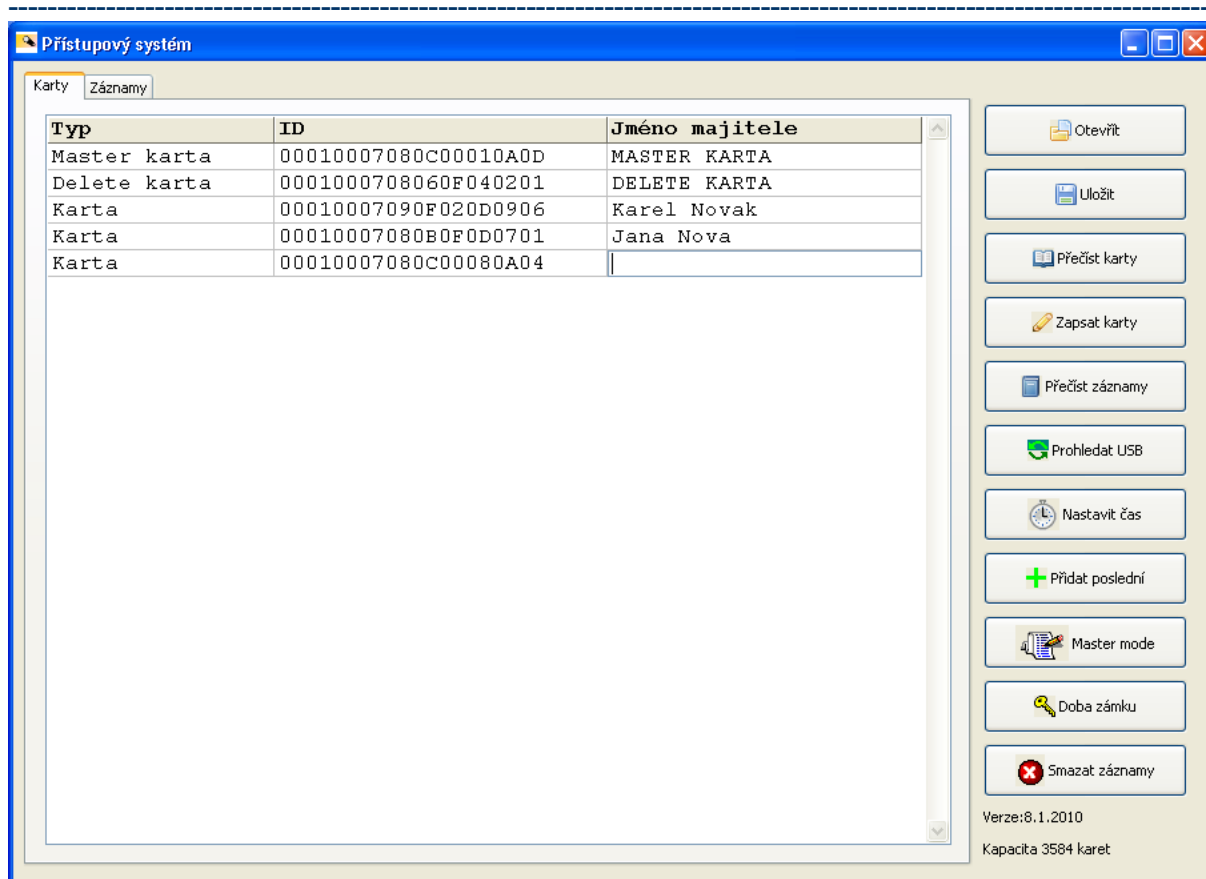 Přístupový systém
Karty Záznamy
Typ ID Jméno majitele
Master karta 00010007080C00010A0D MASTER KARTA
Delete karta 0001000708060F040201 DELETE KARTA
Karta 00010007090F020D0906 Karel Novak
Karta 00010007080B0F0D0701 Jana Nova
Karta 00010007080C00080A04
Otevřít
Uložit
Přečíst karty
Zapsat karty
Přečíst záznamy
Prohledat USB
Nastavit čas
Přidat poslední
Master mode
Doba zámku
Smazat záznamy
Verze:8.1.2010
Kapacita 3584 karet